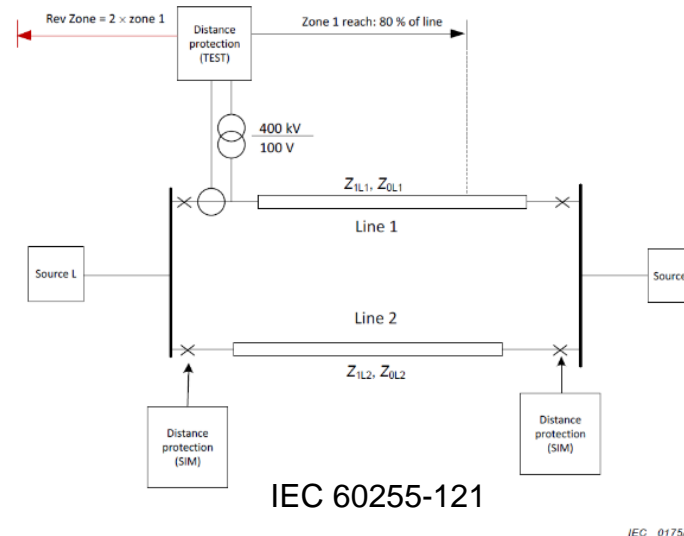 Rev Zone = 2 × zone 1
Distance
protection
(TEST)
Zone 1 reach: 80 % of line
400 kV
100 V
Z1L1, Z0L1
Line 1
Source L
Source
Line 2
Z1L2, Z0L2
Distance
protection
(SIM)
Distance
protection
(SIM)
IEC 60255-121
IEC 0175